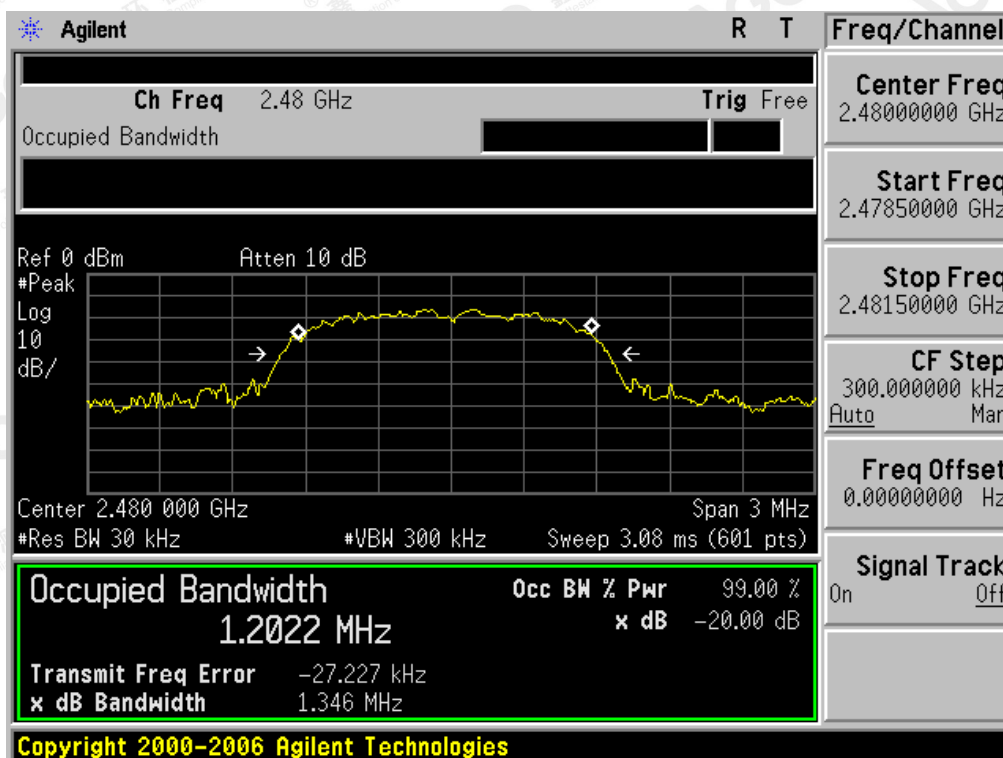 Agilent R T
Ch Freq 2.48 GHz Trig Free
Occupied Bandwidth
Ref 0 dBm Atten 10 dB
#Peak
Log
10
dB/
Center 2.480 000 GHz Span 3 MHz
#Res BW 30 kHz #VBW 300 kHz Sweep 3.08 ms (601 pts)
Occupied Bandwidth Occ BW % Pwr 99.00 %
1.2022 MHz x dB -20.00 dB
Transmit Freq Error -27.227 kHz
x dB Bandwidth 1.346 MHz
Copyright 2000-2006 Agilent Technologies
Freq/Channel
Center Freq
2.48000000 GHz
Start Freq
2.47850000 GHz
Stop Freq
2.48150000 GHz
CF Step
300.000000 kHz
Auto Man
Freq Offset
0.00000000 Hz
Signal Track
On Off